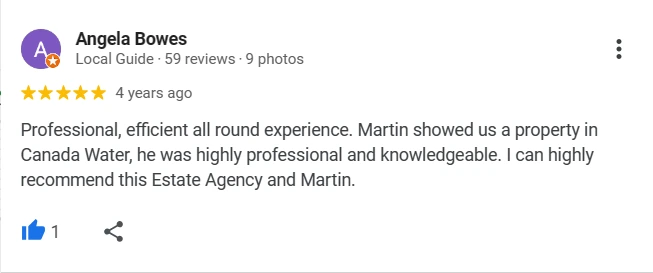 A
Angela Bowes
Local Guide · 59 reviews · 9 photos
4 years ago
Professional, efficient all round experience. Martin showed us a property in
Canada Water, he was highly professional and knowledgeable. I can highly
recommend this Estate Agency and Martin.
1